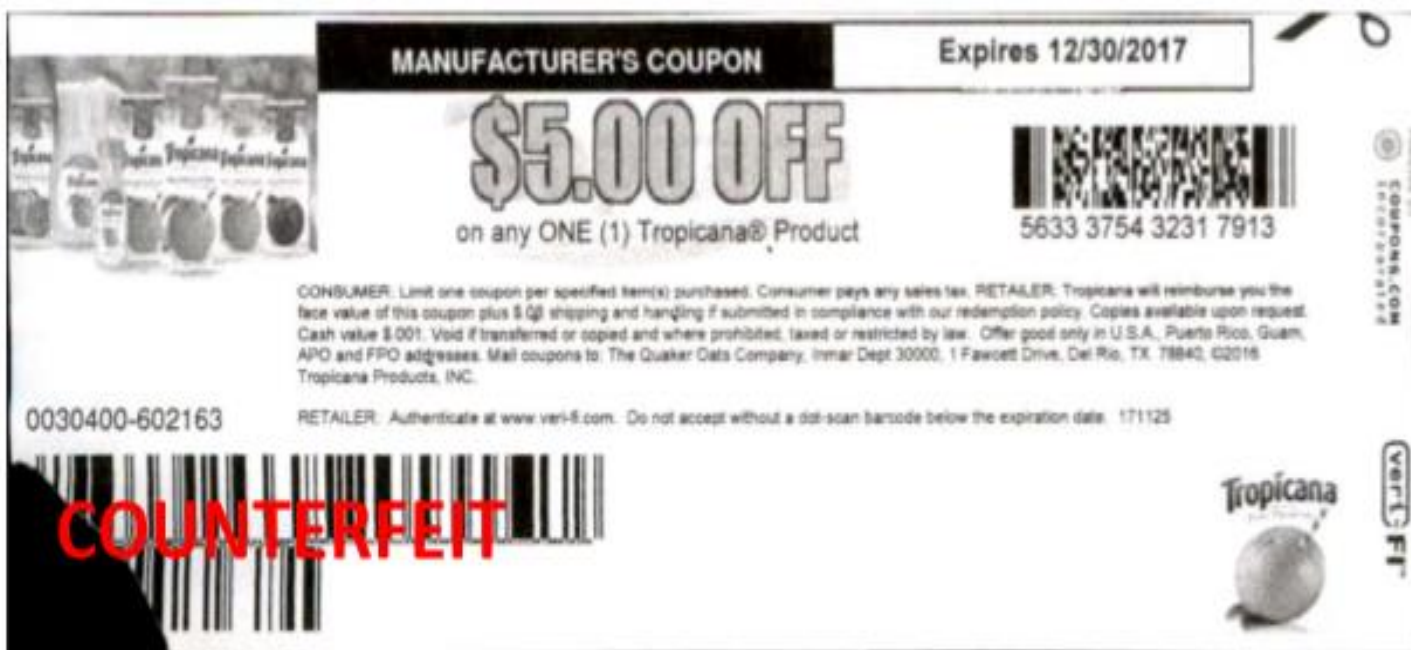 MANUFACTURER'S COUPON
Expires 12/30/2017
$5.00 OFF
on any ONE (1) Tropicana® Product
5633 3754 3231 7913
COUPONS.COM
Incorporated
CONSUMER: Limit one coupon per specified item(s) purchased. Consumer pays any sales tax. RETAILER: Tropicana will reimburse you the
face value of this coupon plus $.08 shipping and handling if submitted in compliance with our redemption policy. Copies available upon request.
Cash value $.001. Void if transferred or copied and where prohibited, taxed or restricted by law. Offer good only in U.S.A., Puerto Rico, Guam,
APO and FPO addresses. Mail coupons to: The Quaker Oats Company, Inmar Dept 30000, 1 Fawcett Drive, Del Rio, TX. 78840, ©2016
Tropicana Products, INC.
0030400-602163
RETAILER: Authenticate at www.veri-fi.com. Do not accept without a dot-scan barcode below the expiration date. 171125
COUNTERFEIT
Tropicana
Veri-Fi
Tropicana
Tropicana
Tropicana
Tropicana